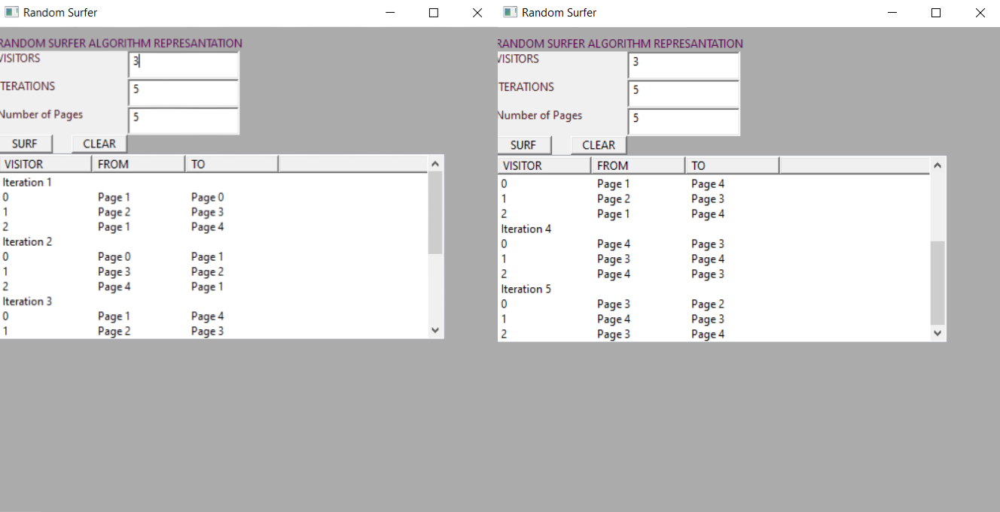 Random Surfer
RANDOM SURFER ALGORITHM REPRESANTATION
VISITORS 3
ITERATIONS 5
Number of Pages 5
SURF CLEAR
VISITOR FROM TO
Iteration 1
0 Page 1 Page 0
1 Page 2 Page 3
2 Page 1 Page 4
Iteration 2
0 Page 0 Page 1
1 Page 3 Page 2
2 Page 4 Page 1
Iteration 3
0 Page 1 Page 4
1 Page 2 Page 3
Random Surfer
RANDOM SURFER ALGORITHM REPRESANTATION
VISITORS 3
ITERATIONS 5
Number of Pages 5
SURF CLEAR
VISITOR FROM TO
0 Page 1 Page 4
1 Page 2 Page 3
2 Page 1 Page 4
Iteration 4
0 Page 4 Page 3
1 Page 3 Page 4
2 Page 4 Page 3
Iteration 5
0 Page 3 Page 2
1 Page 4 Page 3
2 Page 3 Page 4